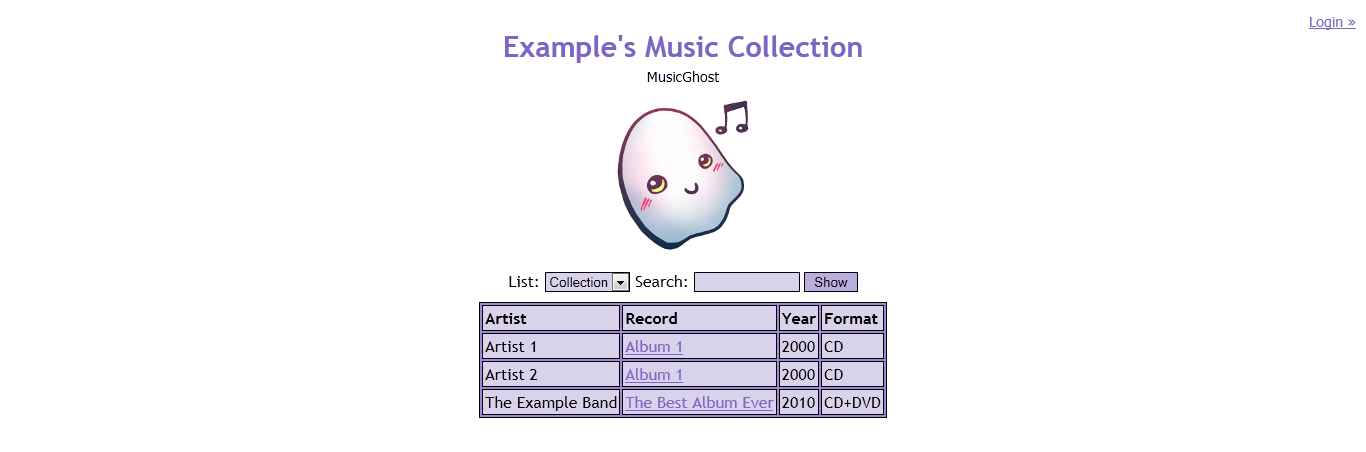 Login »
Example's Music Collection
MusicGhost
List: Collection Search: Show
Artist Record Year Format
Artist 1 Album 1 2000 CD
Artist 2 Album 1 2000 CD
The Example Band The Best Album Ever 2010 CD+DVD